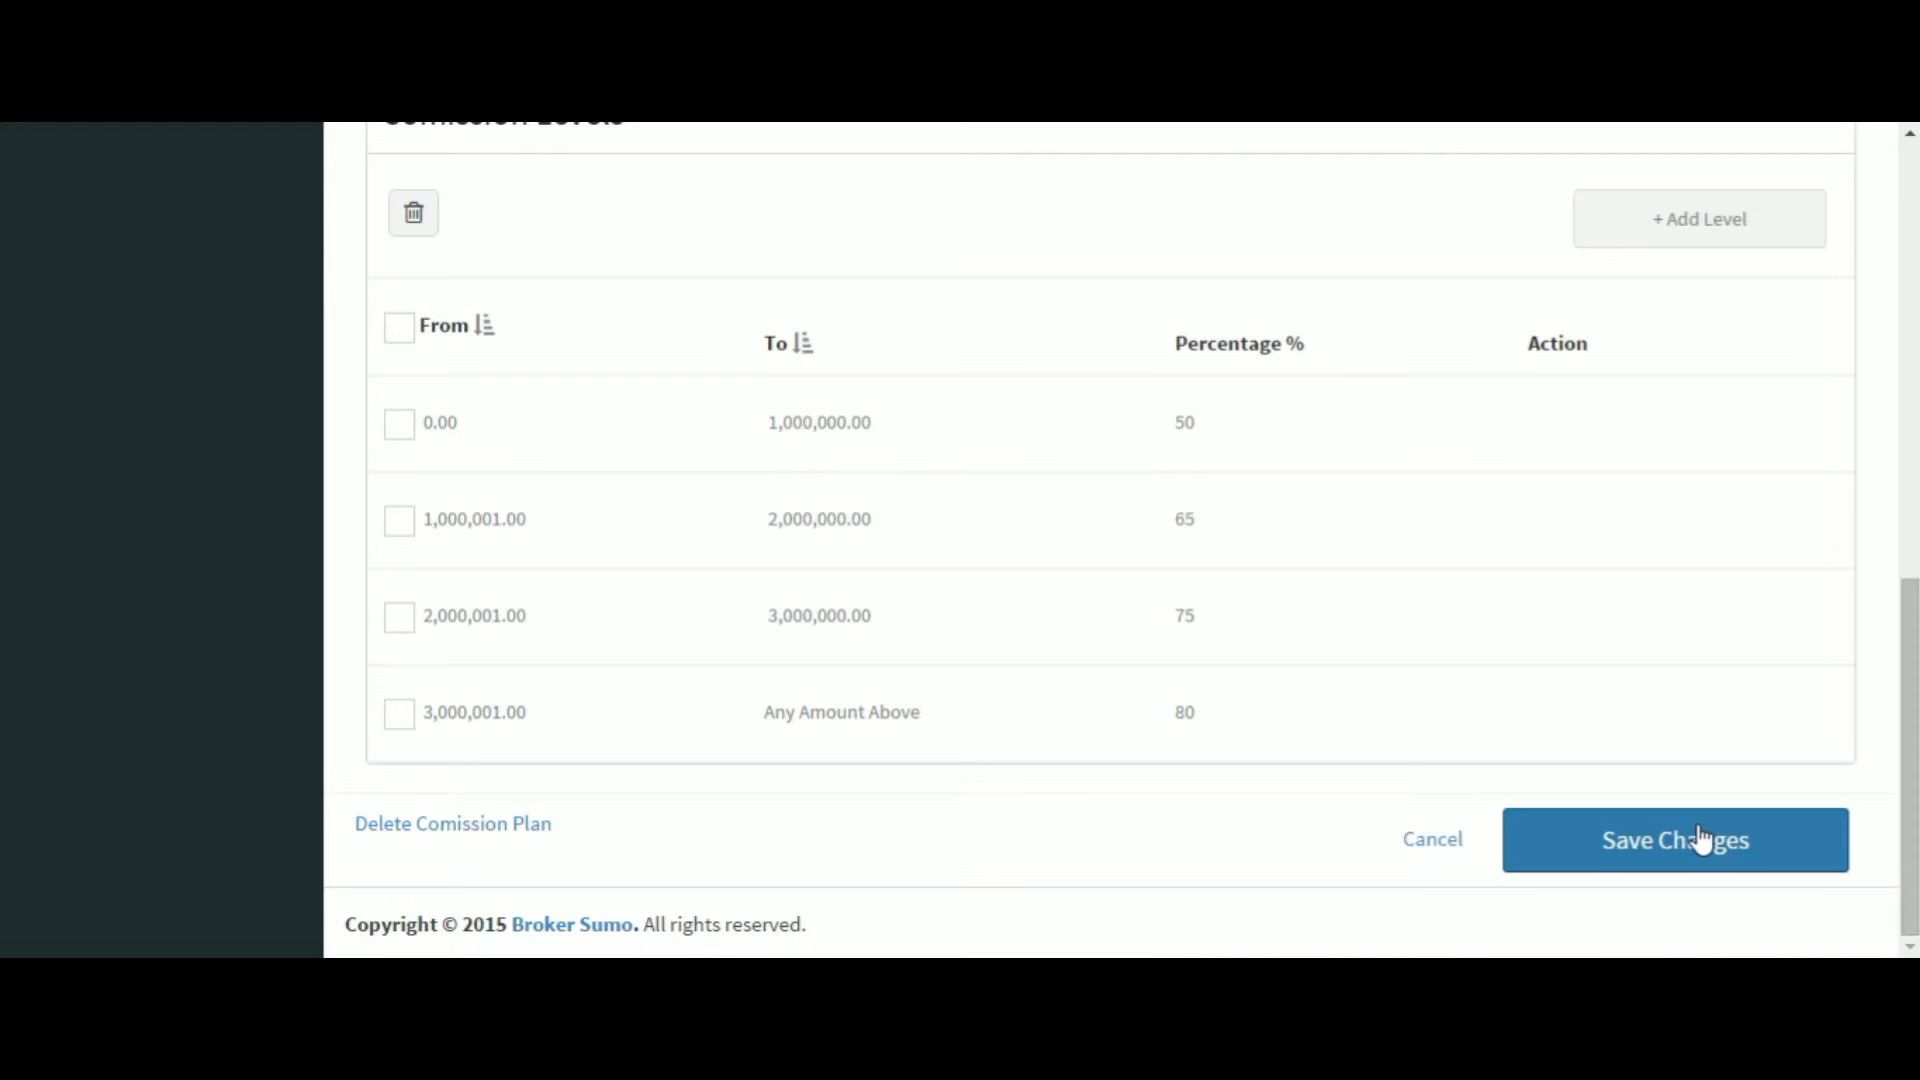 + Add Level
From
To
Percentage %
Action
0.00 1,000,000.00 50
1,000,001.00 2,000,000.00 65
2,000,001.00 3,000,000.00 75
3,000,001.00 Any Amount Above 80
Delete Comission Plan
Cancel
Save Changes
Copyright © 2015 Broker Sumo. All rights reserved.